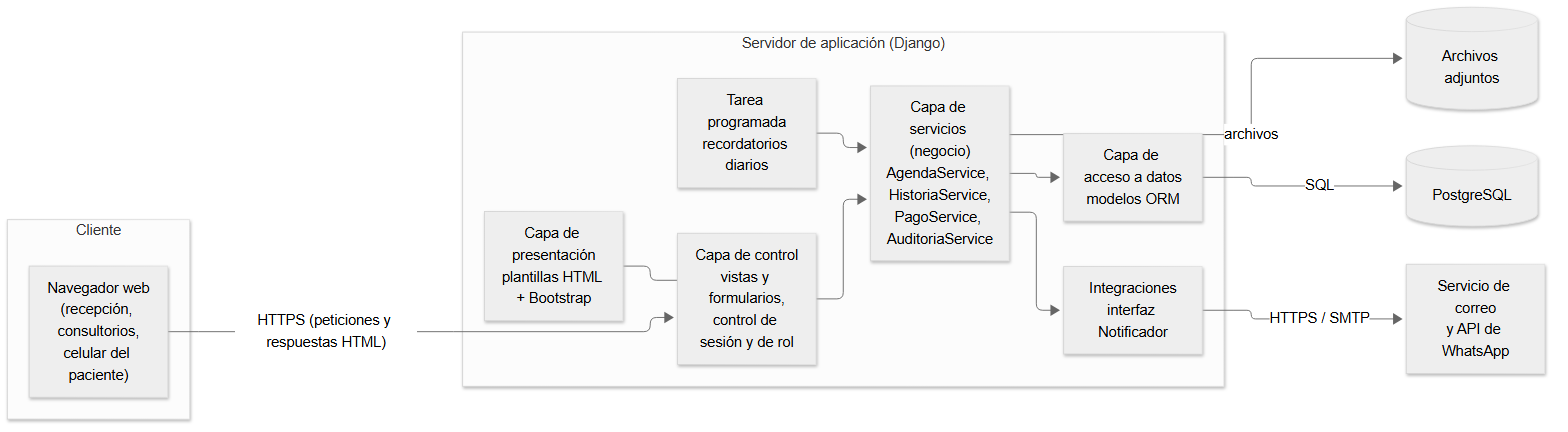 Servidor de aplicación (Django)
Cliente
Navegador web
(recepción,
consultorios,
celular del
paciente)
HTTPS (peticiones y
respuestas HTML)
Capa de
presentación
plantillas HTML
+ Bootstrap
Tarea
programada
recordatorios
diarios
Capa de control
vistas y
formularios,
control de
sesión y de rol
Capa de
servicios
(negocio)
AgendaService,
HistoriaService,
PagoService,
AuditoriaService
Capa de
acceso a datos
modelos ORM
Integraciones
interfaz
Notificador
archivos
SQL
HTTPS / SMTP
Archivos
adjuntos
PostgreSQL
Servicio de
correo
y API de
WhatsApp